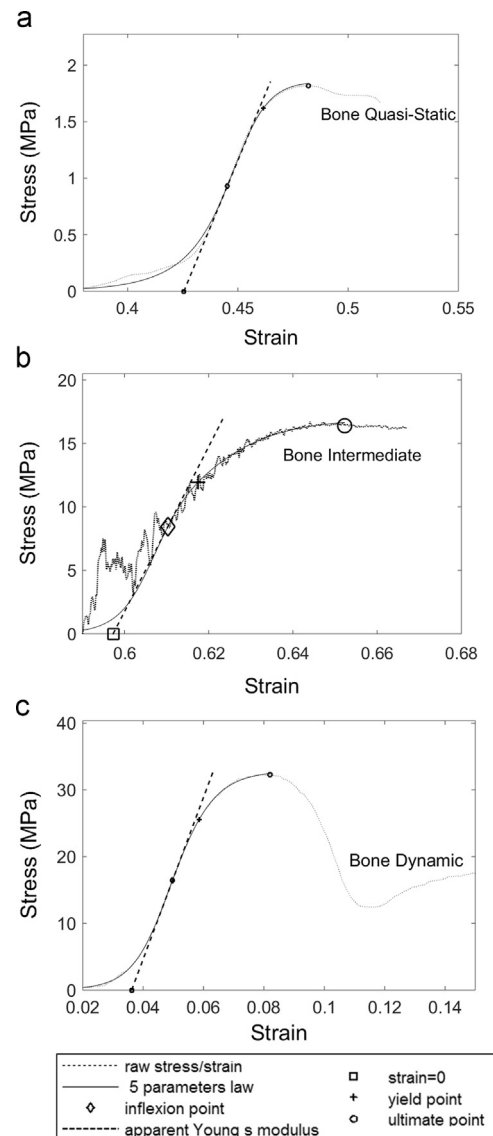 a
2
1.5
1
0.5
0
Stress (MPa)
Bone Quasi-Static
0.4 0.45 0.5 0.55
Strain
b
20
15
10
5
0
Stress (MPa)
Bone Intermediate
0.6 0.62 0.64 0.66 0.68
Strain
c
40
30
20
10
0
Stress (MPa)
Bone Dynamic
0.02 0.04 0.06 0.08 0.1 0.12 0.14
Strain
raw stress/strain
5 parameters law
inflexion point
apparent Young s modulus
strain=0
yield point
ultimate point